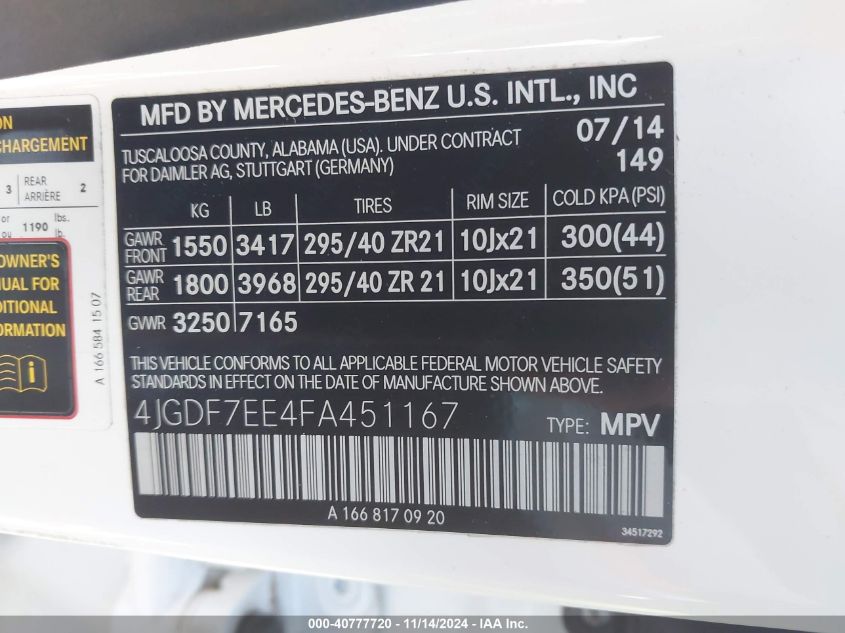 ON
CHARGEMENT
3 REAR ARRIÈRE 2
or ou 1190 lbs. lb.
OWNER'S
NUAL FOR
DITIONAL
ORMATION
A 166 584 15 07
MFD BY MERCEDES-BENZ U.S. INTL., INC
TUSCALOOSA COUNTY, ALABAMA (USA). UNDER CONTRACT 07/14
FOR DAIMLER AG, STUTTGART (GERMANY) 149
KG LB TIRES RIM SIZE COLD KPA(PSI)
GAWR FRONT 1550 3417 295/40 ZR21 10Jx21 300(44)
GAWR REAR 1800 3968 295/40 ZR 21 10Jx21 350(51)
GVWR 3250 7165
THIS VEHICLE CONFORMS TO ALL APPLICABLE FEDERAL MOTOR VEHICLE SAFETY
STANDARDS IN EFFECT ON THE DATE OF MANUFACTURE SHOWN ABOVE.
4JGDF7EE4FA451167 TYPE: MPV
A 166 817 09 20
34517292
000-40777720 - 11/14/2024 - IAA Inc.